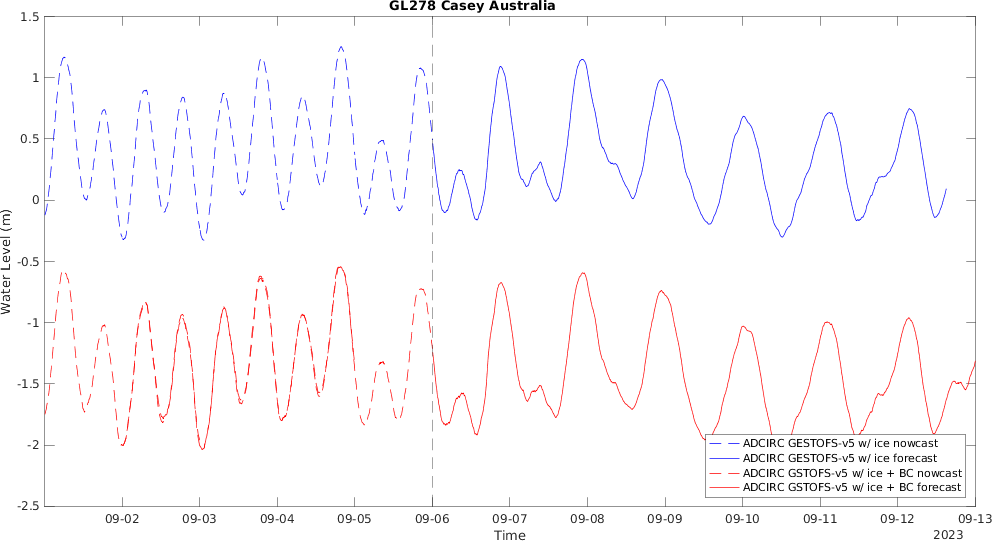 GL278 Casey Australia
1.5
1
0.5
0
-0.5
-1
-1.5
-2
-2.5
Water Level (m)
ADCIRC GESTOFS-v5 w/ ice nowcast
ADCIRC GESTOFS-v5 w/ ice forecast
ADCIRC GSTOFS-v5 w/ ice + BC nowcast
ADCIRC GSTOFS-v5 w/ ice + BC forecast
09-02 09-03 09-04 09-05 09-06 09-07 09-08 09-09 09-10 09-11 09-12 09-13
Time
2023